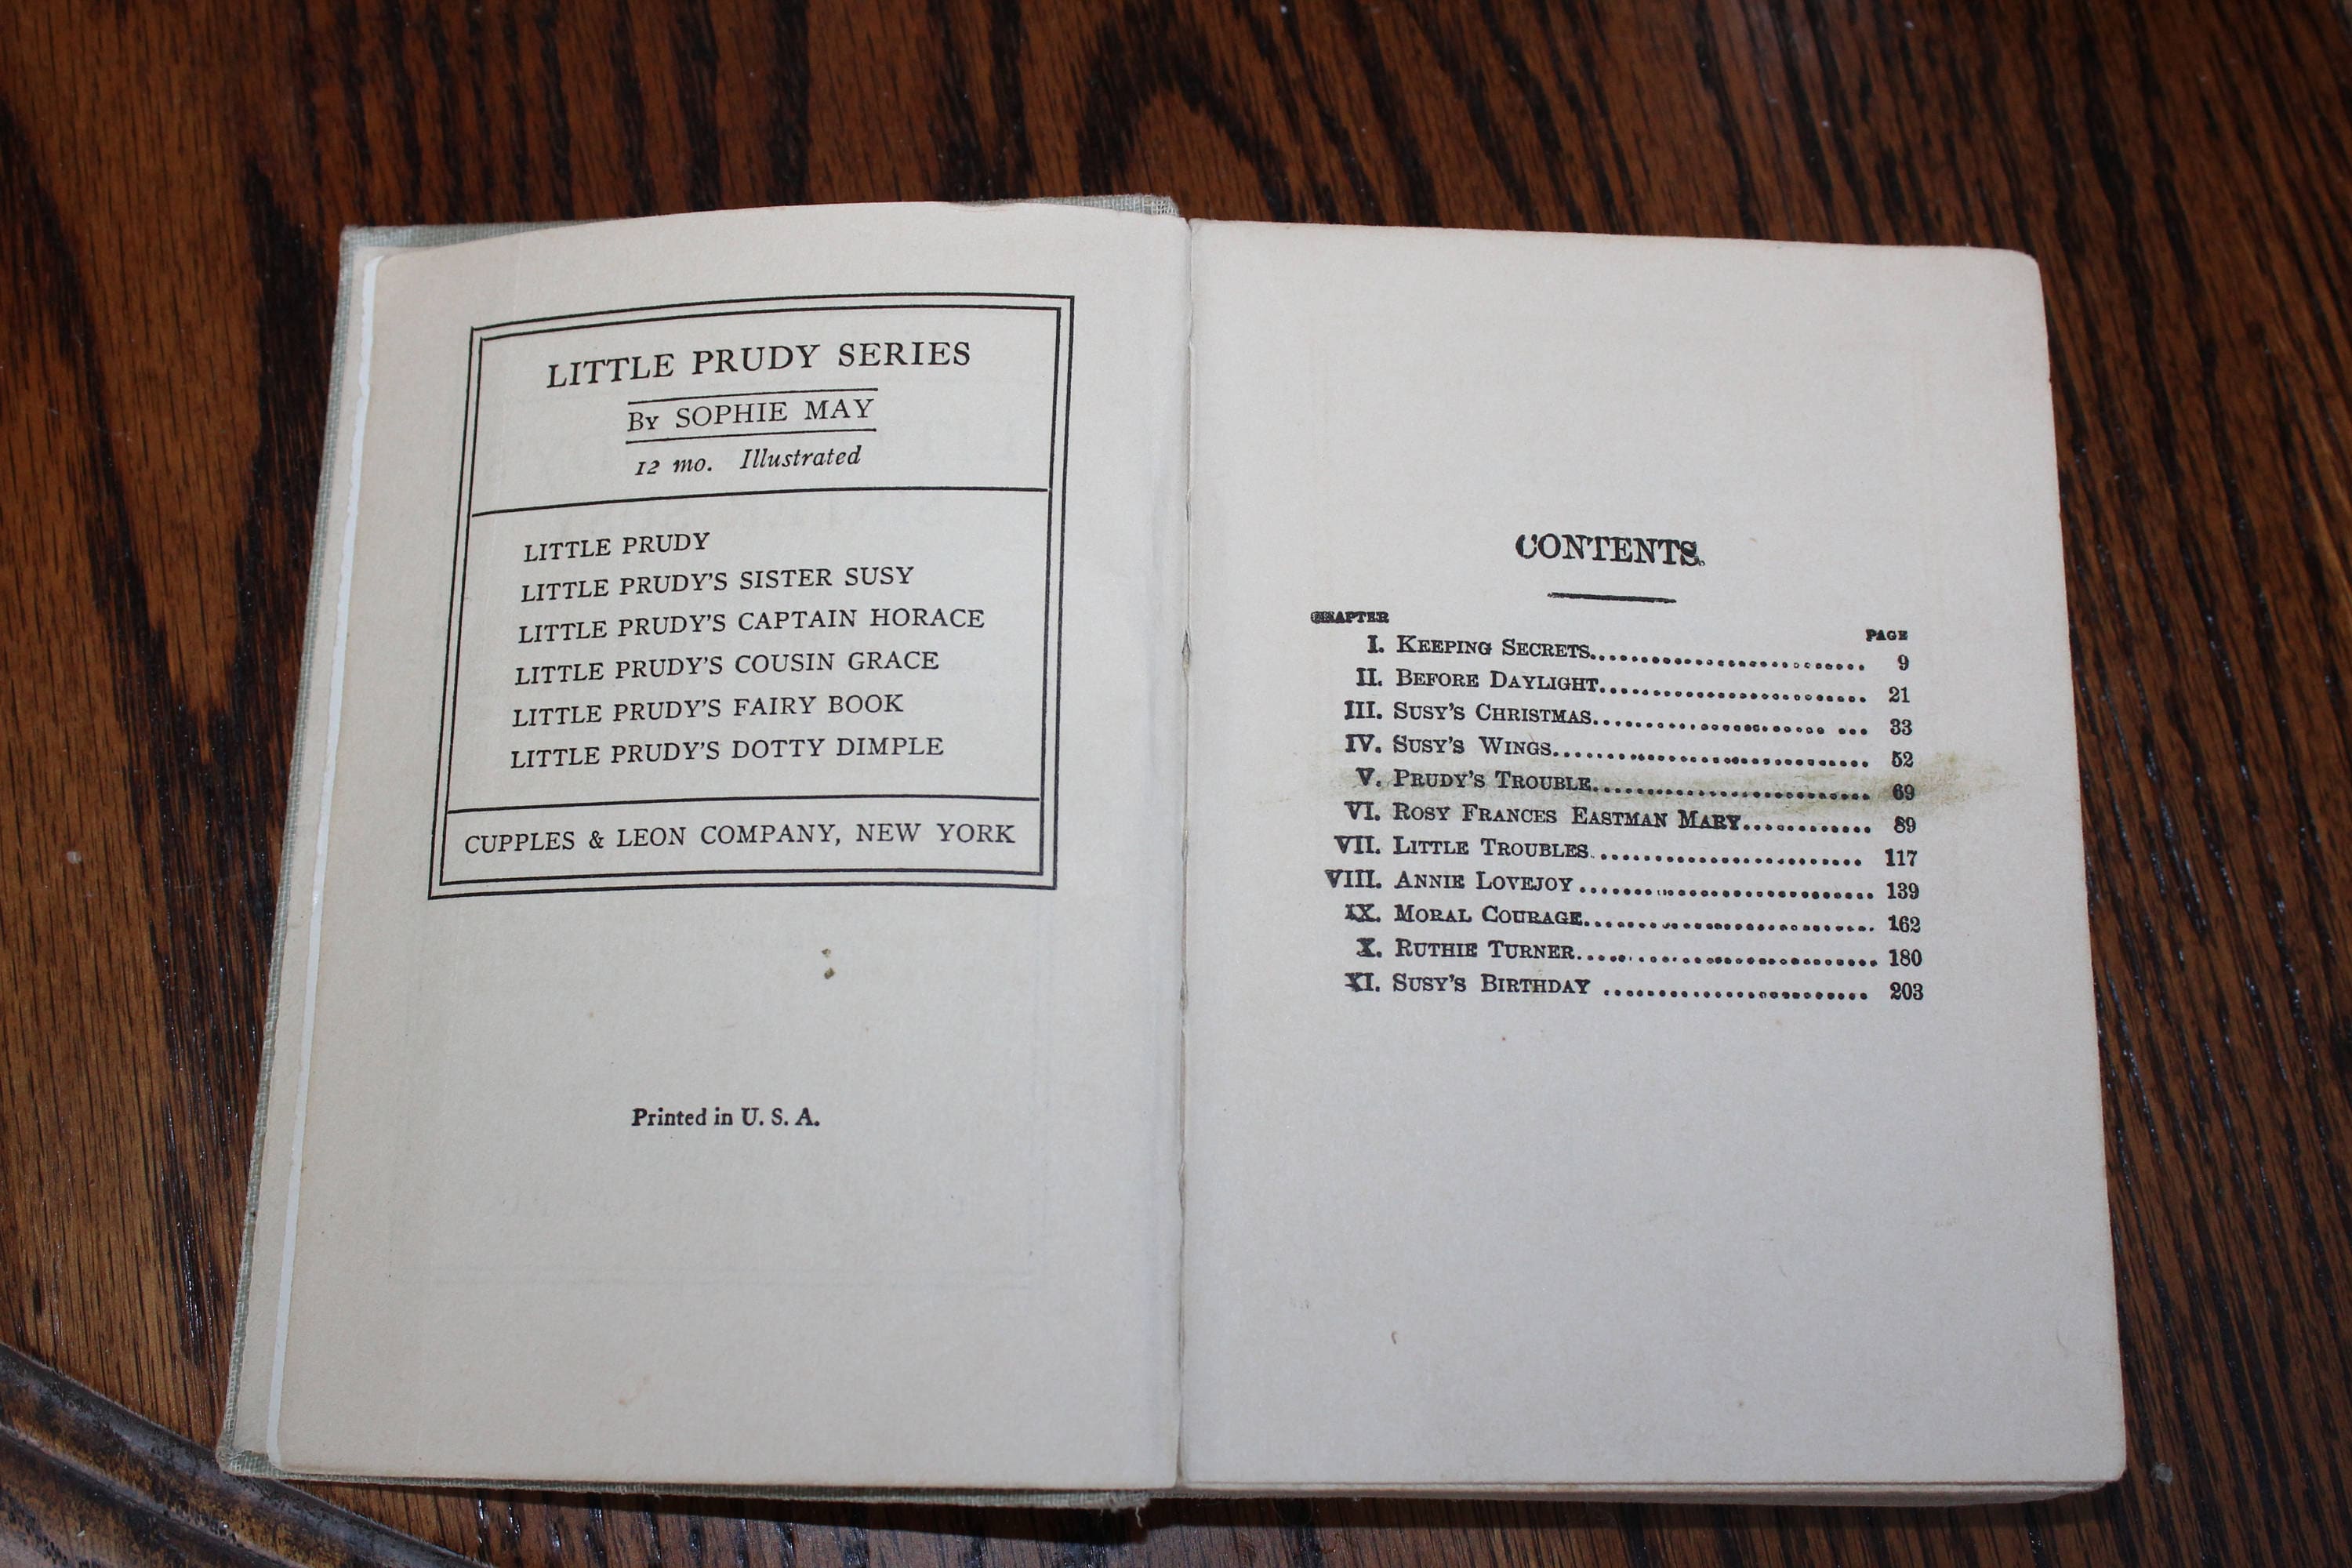 LITTLE PRUDY SERIES
By SOPHIE MAY
12 mo. Illustrated
LITTLE PRUDY
LITTLE PRUDY'S SISTER SUSY
LITTLE PRUDY'S CAPTAIN HORACE
LITTLE PRUDY'S COUSIN GRACE
LITTLE PRUDY'S FAIRY BOOK
LITTLE PRUDY'S DOTTY DIMPLE
CUPPLES & LEON COMPANY, NEW YORK
Printed in U. S. A.
CONTENTS.
CHAPTER PAGE
I. KEEPING SECRETS........................... 9
II. BEFORE DAYLIGHT.......................... 21
III. SUSY'S CHRISTMAS.......................... 33
IV. SUSY'S WINGS.............................. 52
V. PRUDY'S TROUBLE........................... 69
VI. ROSY FRANCES EASTMAN MARY............ 89
VII. LITTLE TROUBLES.......................... 117
VIII. ANNIE LOVEJOY............................ 139
IX. MORAL COURAGE............................ 162
X. RUTHIE TURNER............................. 180
XI. SUSY'S BIRTHDAY .......................... 203